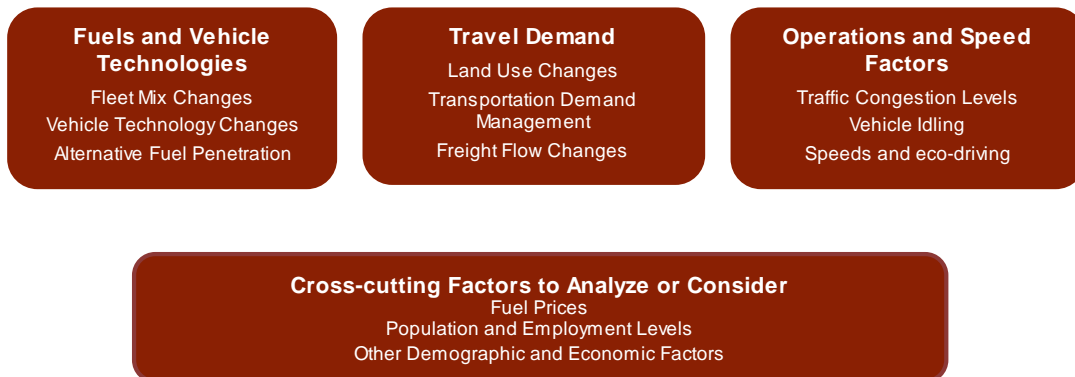 Fuels and Vehicle
Technologies
Fleet Mix Changes
Vehicle Technology Changes
Alternative Fuel Penetration
Travel Demand
Land Use Changes
Transportation Demand
Management
Freight Flow Changes
Operations and Speed
Factors
Traffic Congestion Levels
Vehicle Idling
Speeds and eco-driving
Cross-cutting Factors to Analyze or Consider
Fuel Prices
Population and Employment Levels
Other Demographic and Economic Factors